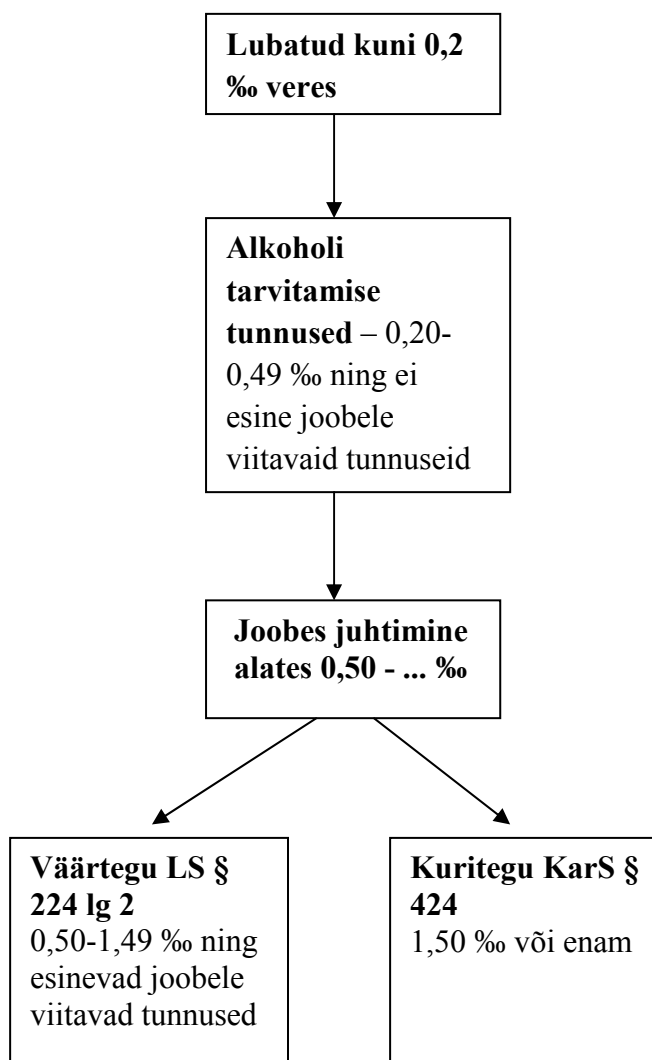 Lubatud kuni 0,2
‰ veres
Alkoholi
tarvitamise
tunnused – 0,20-
0,49 ‰ ning ei
esine joobele
viitavaid tunnuseid
Joobes juhtimine
alates 0,50 - ... ‰
Väärtegu LS §
224 lg 2
0,50-1,49 ‰ ning
esinevad joobele
viitavad tunnused
Kuritegu KarS §
424
1,50 ‰ või enam